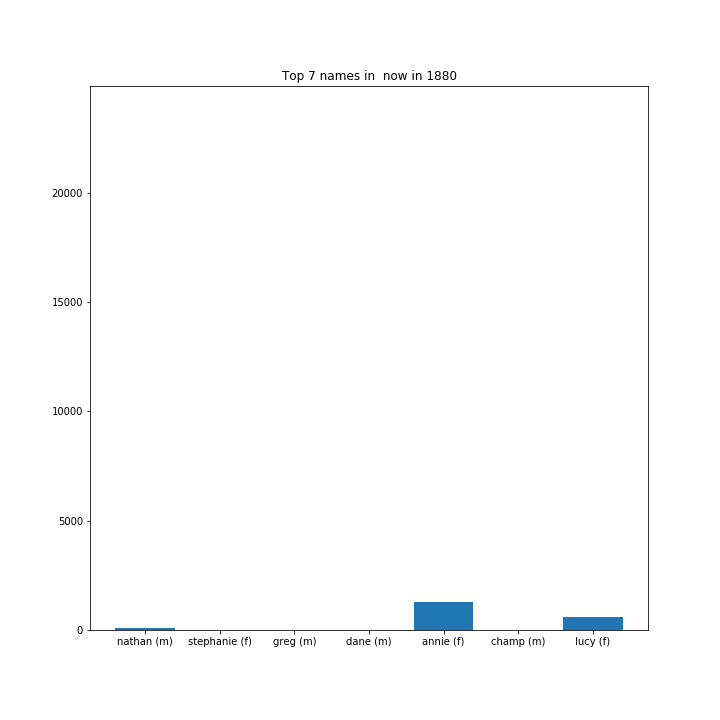 Top 7 names in  now in 1880
20000
15000
10000
5000
0
nathan (m) stephanie (f) greg (m) dane (m) annie (f) champ (m) lucy (f)